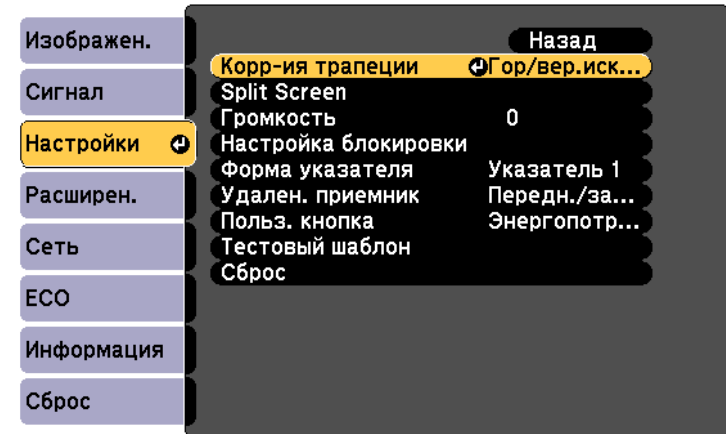 Изображен.
Сигнал
Настройки
Расширен.
Сеть
ECO
Информация
Сброс
Назад
Корр-ия трапеции Гор/вер.иск...
Split Screen
Громкость 0
Настройка блокировки
Форма указателя Указатель 1
Удален. приемник Передн./за...
Польз. кнопка Энергопотр...
Тестовый шаблон
Сброс